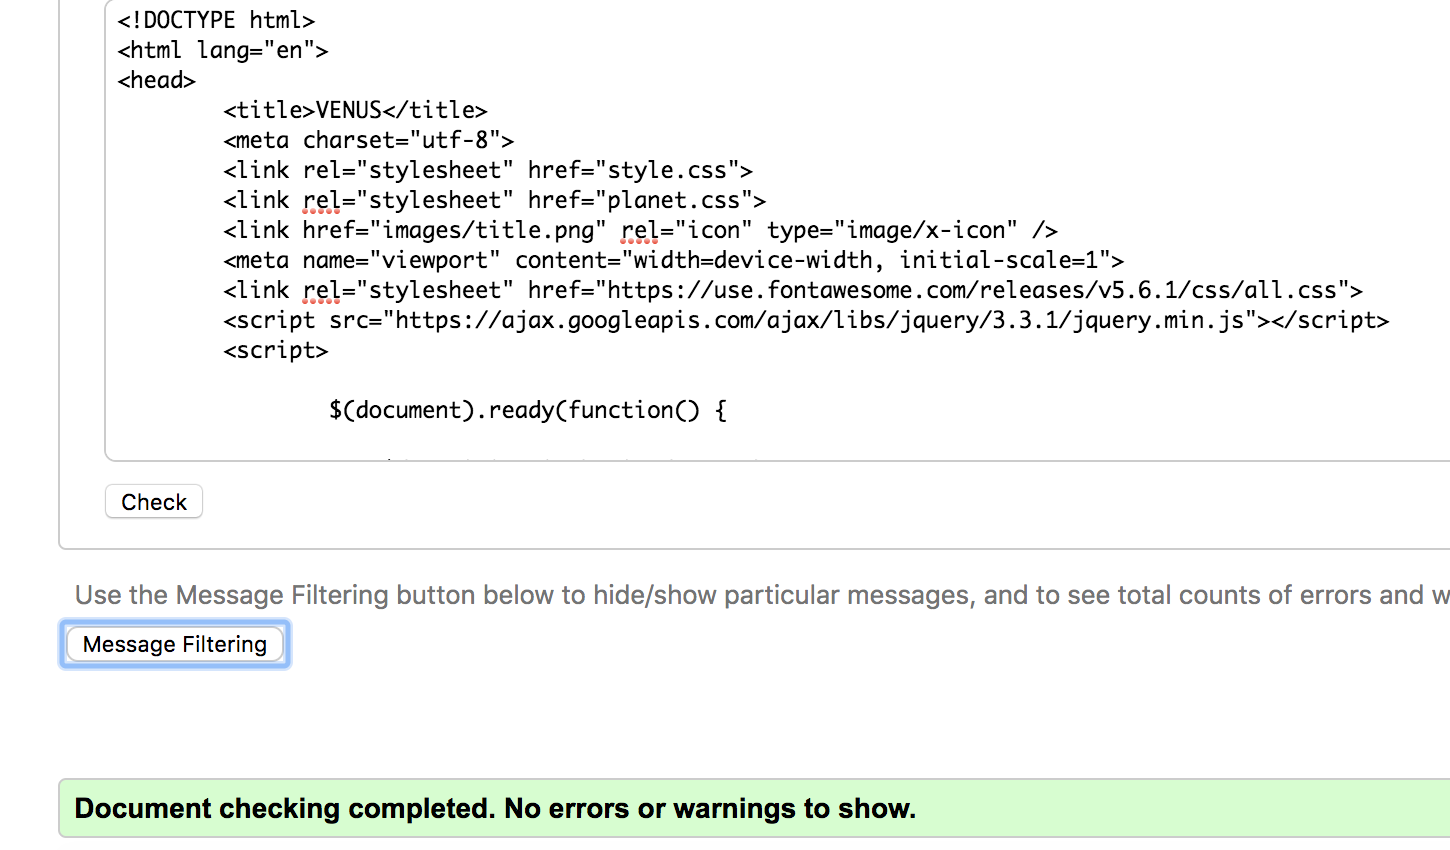 <!DOCTYPE html>
<html lang="en">
<head>
<title>VENUS</title>
<meta charset="utf-8">
<link rel="stylesheet" href="style.css">
<link rel="stylesheet" href="planet.css">
<link href="images/title.png" rel="icon" type="image/x-icon" />
<meta name="viewport" content="width=device-width, initial-scale=1">
<link rel="stylesheet" href="https://use.fontawesome.com/releases/v5.6.1/css/all.css">
<script src="https://ajax.googleapis.com/ajax/libs/jquery/3.3.1/jquery.min.js"></script>
<script>
$(document).ready(function() {
Check
Use the Message Filtering button below to hide/show particular messages, and to see total counts of errors and w
Message Filtering
Document checking completed. No errors or warnings to show.